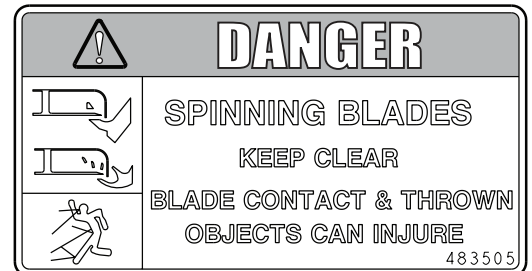 DANGER
SPINNING BLADES
KEEP CLEAR
BLADE CONTACT & THROWN
OBJECTS CAN INJURE
483505